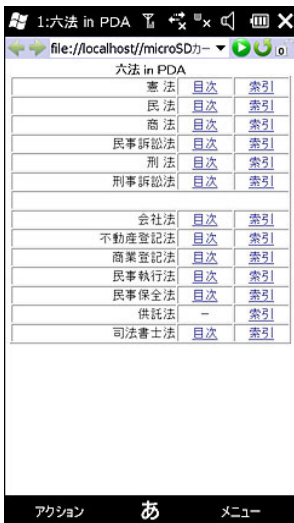 1:六法 in PDA
file://localhost//microSDカー
六法 in PDA
憲 法 目次 索引
民 法 目次 索引
商 法 目次 索引
民事訴訟法 目次 索引
刑 法 目次 索引
刑事訴訟法 目次 索引
会社法 目次 索引
不動産登記法 目次 索引
商業登記法 目次 索引
民事執行法 目次 索引
民事保全法 目次 索引
供託法 － 索引
司法書士法 目次 索引
アクション あ メニュー